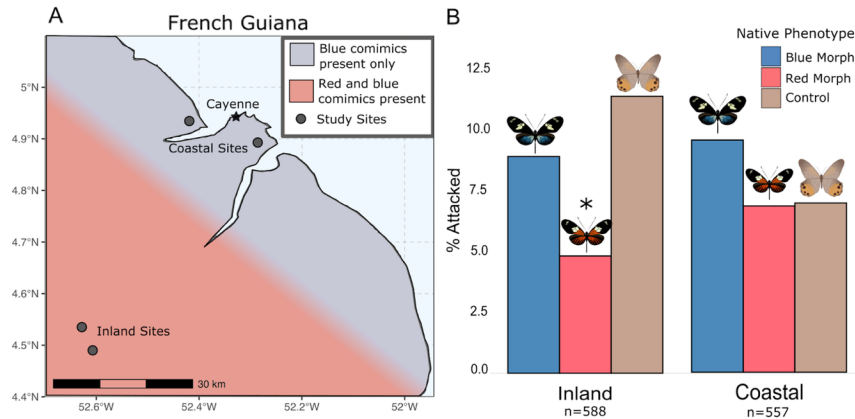 A
French Guiana
Blue comimics
present only
Red and blue
comimics present
Study Sites
Cayenne
Coastal Sites
Inland Sites
30 km
5°N
4.9°N
4.8°N
4.7°N
4.6°N
4.5°N
4.4°N
52.6°W
52.4°W
52.2°W
52°W
B
Native Phenotype
Blue Morph
Red Morph
Control
% Attacked
12.5
10.0
7.5
5.0
2.5
0.0
*
Inland
n=588
Coastal
n=557